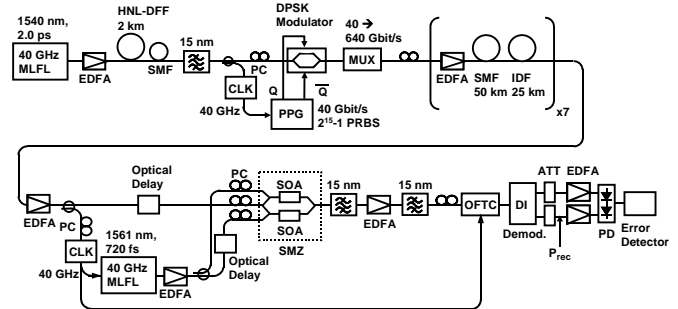 1540 nm,
2.0 ps
40 GHz
MLFL
EDFA
HNL-DFF
2 km
SMF
15 nm
PC
CLK
40 GHz
DPSK
Modulator
Q
Q
PPG
40 Gbit/s
2^15-1 PRBS
40 →
640 Gbit/s
MUX
EDFA
SMF
50 km
IDF
25 km
x7
EDFA
PC
CLK
40 GHz
Optical
Delay
1561 nm,
720 fs
40 GHz
MLFL
EDFA
Optical
Delay
PC
SOA
SOA
SMZ
15 nm
EDFA
15 nm
OFTC
DI
Demod.
ATT
EDFA
Prec
PD
Error
Detector